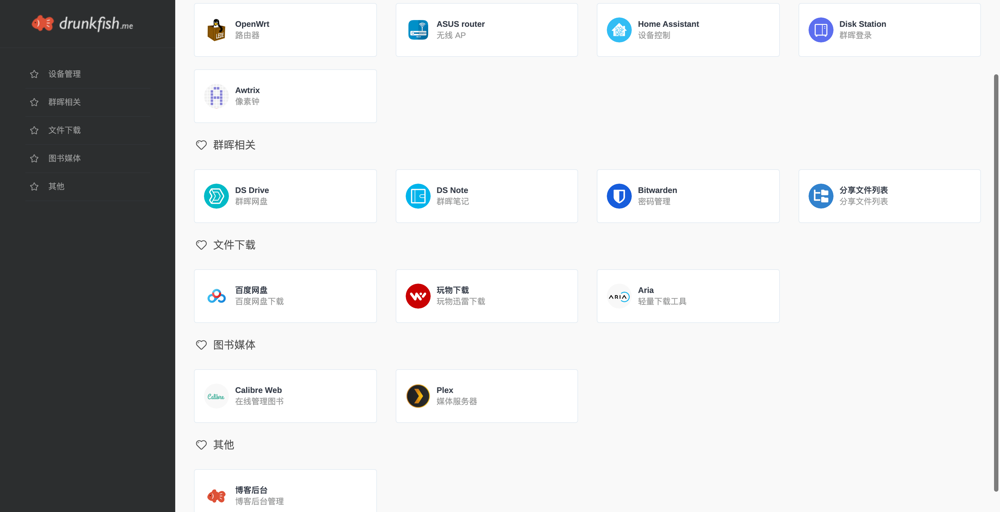 drunkfish.me
设备管理
群晖相关
文件下载
图书媒体
其他
OpenWrt
路由器
ASUS router
无线 AP
Home Assistant
设备控制
Disk Station
群晖登录
Awtrix
像素钟
群晖相关
DS Drive
群晖网盘
DS Note
群晖笔记
Bitwarden
密码管理
分享文件列表
分享文件列表
文件下载
百度网盘
百度网盘下载
玩物下载
玩物迅雷下载
ARIA
Aria
轻量下载工具
图书媒体
Calibre
Calibre Web
在线管理图书
Plex
媒体服务器
其他
博客后台
博客后台管理